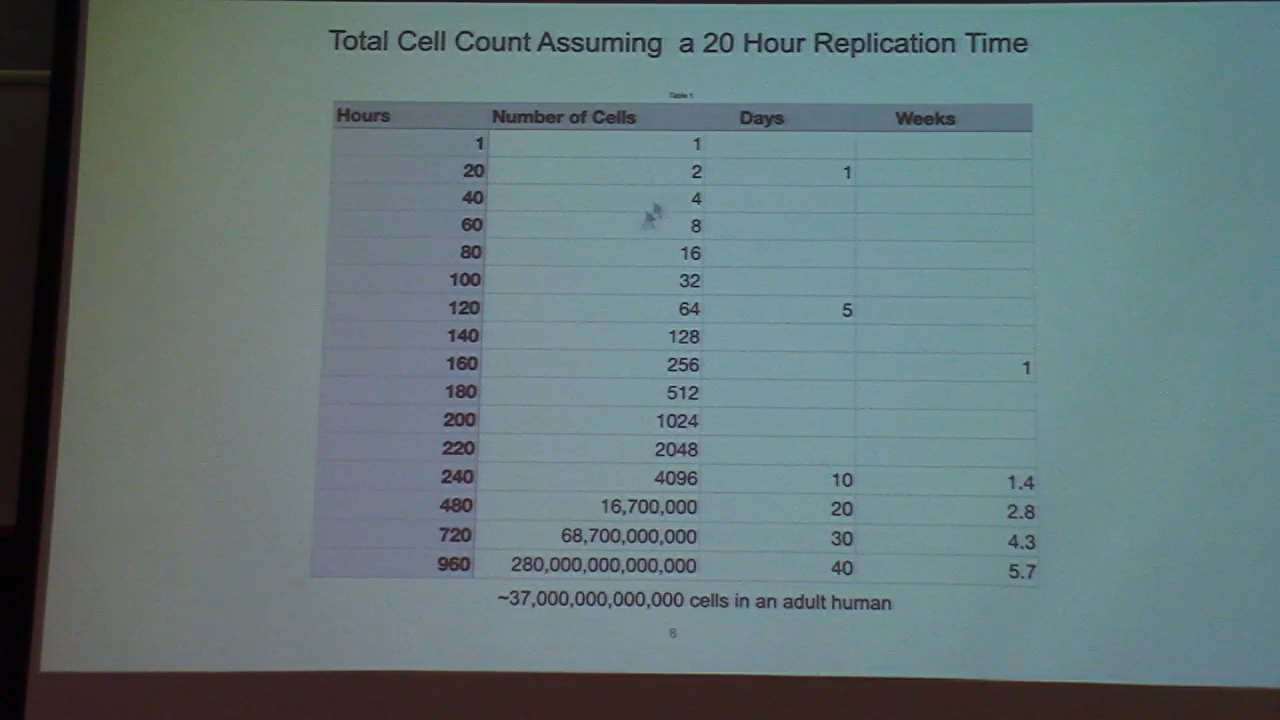 Total Cell Count Assuming a 20 Hour Replication Time
Table 1
Hours Number of Cells Days Weeks
1 1
20 2 1
40 4
60 8
80 16
100 32
120 64 5
140 128
160 256 1
180 512
200 1024
220 2048
240 4096 10 1.4
480 16,700,000 20 2.8
720 68,700,000,000 30 4.3
960 280,000,000,000,000 40 5.7
~37,000,000,000,000 cells in an adult human
8